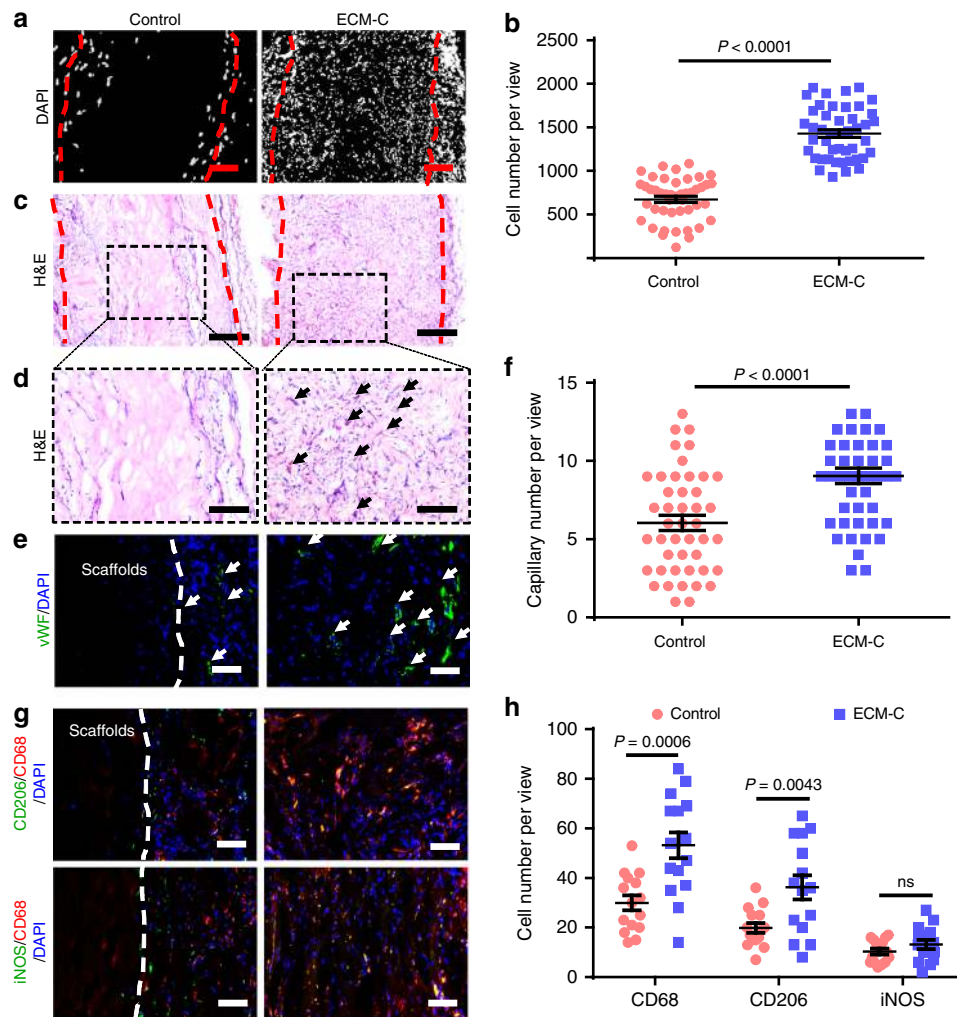 a
Control
ECM-C
DAPI
b
P < 0.0001
2500
2000
1500
1000
500
0
Cell number per view
Control
ECM-C
c
H&E
d
H&E
e
Scaffolds
vWF/DAPI
f
P < 0.0001
15
10
5
0
Capillary number per view
Control
ECM-C
g
Scaffolds
CD206/CD68
/DAPI
iNOS/CD68
/DAPI
h
Control
ECM-C
100
80
60
40
20
0
Cell number per view
P = 0.0006
P = 0.0043
ns
CD68
CD206
iNOS